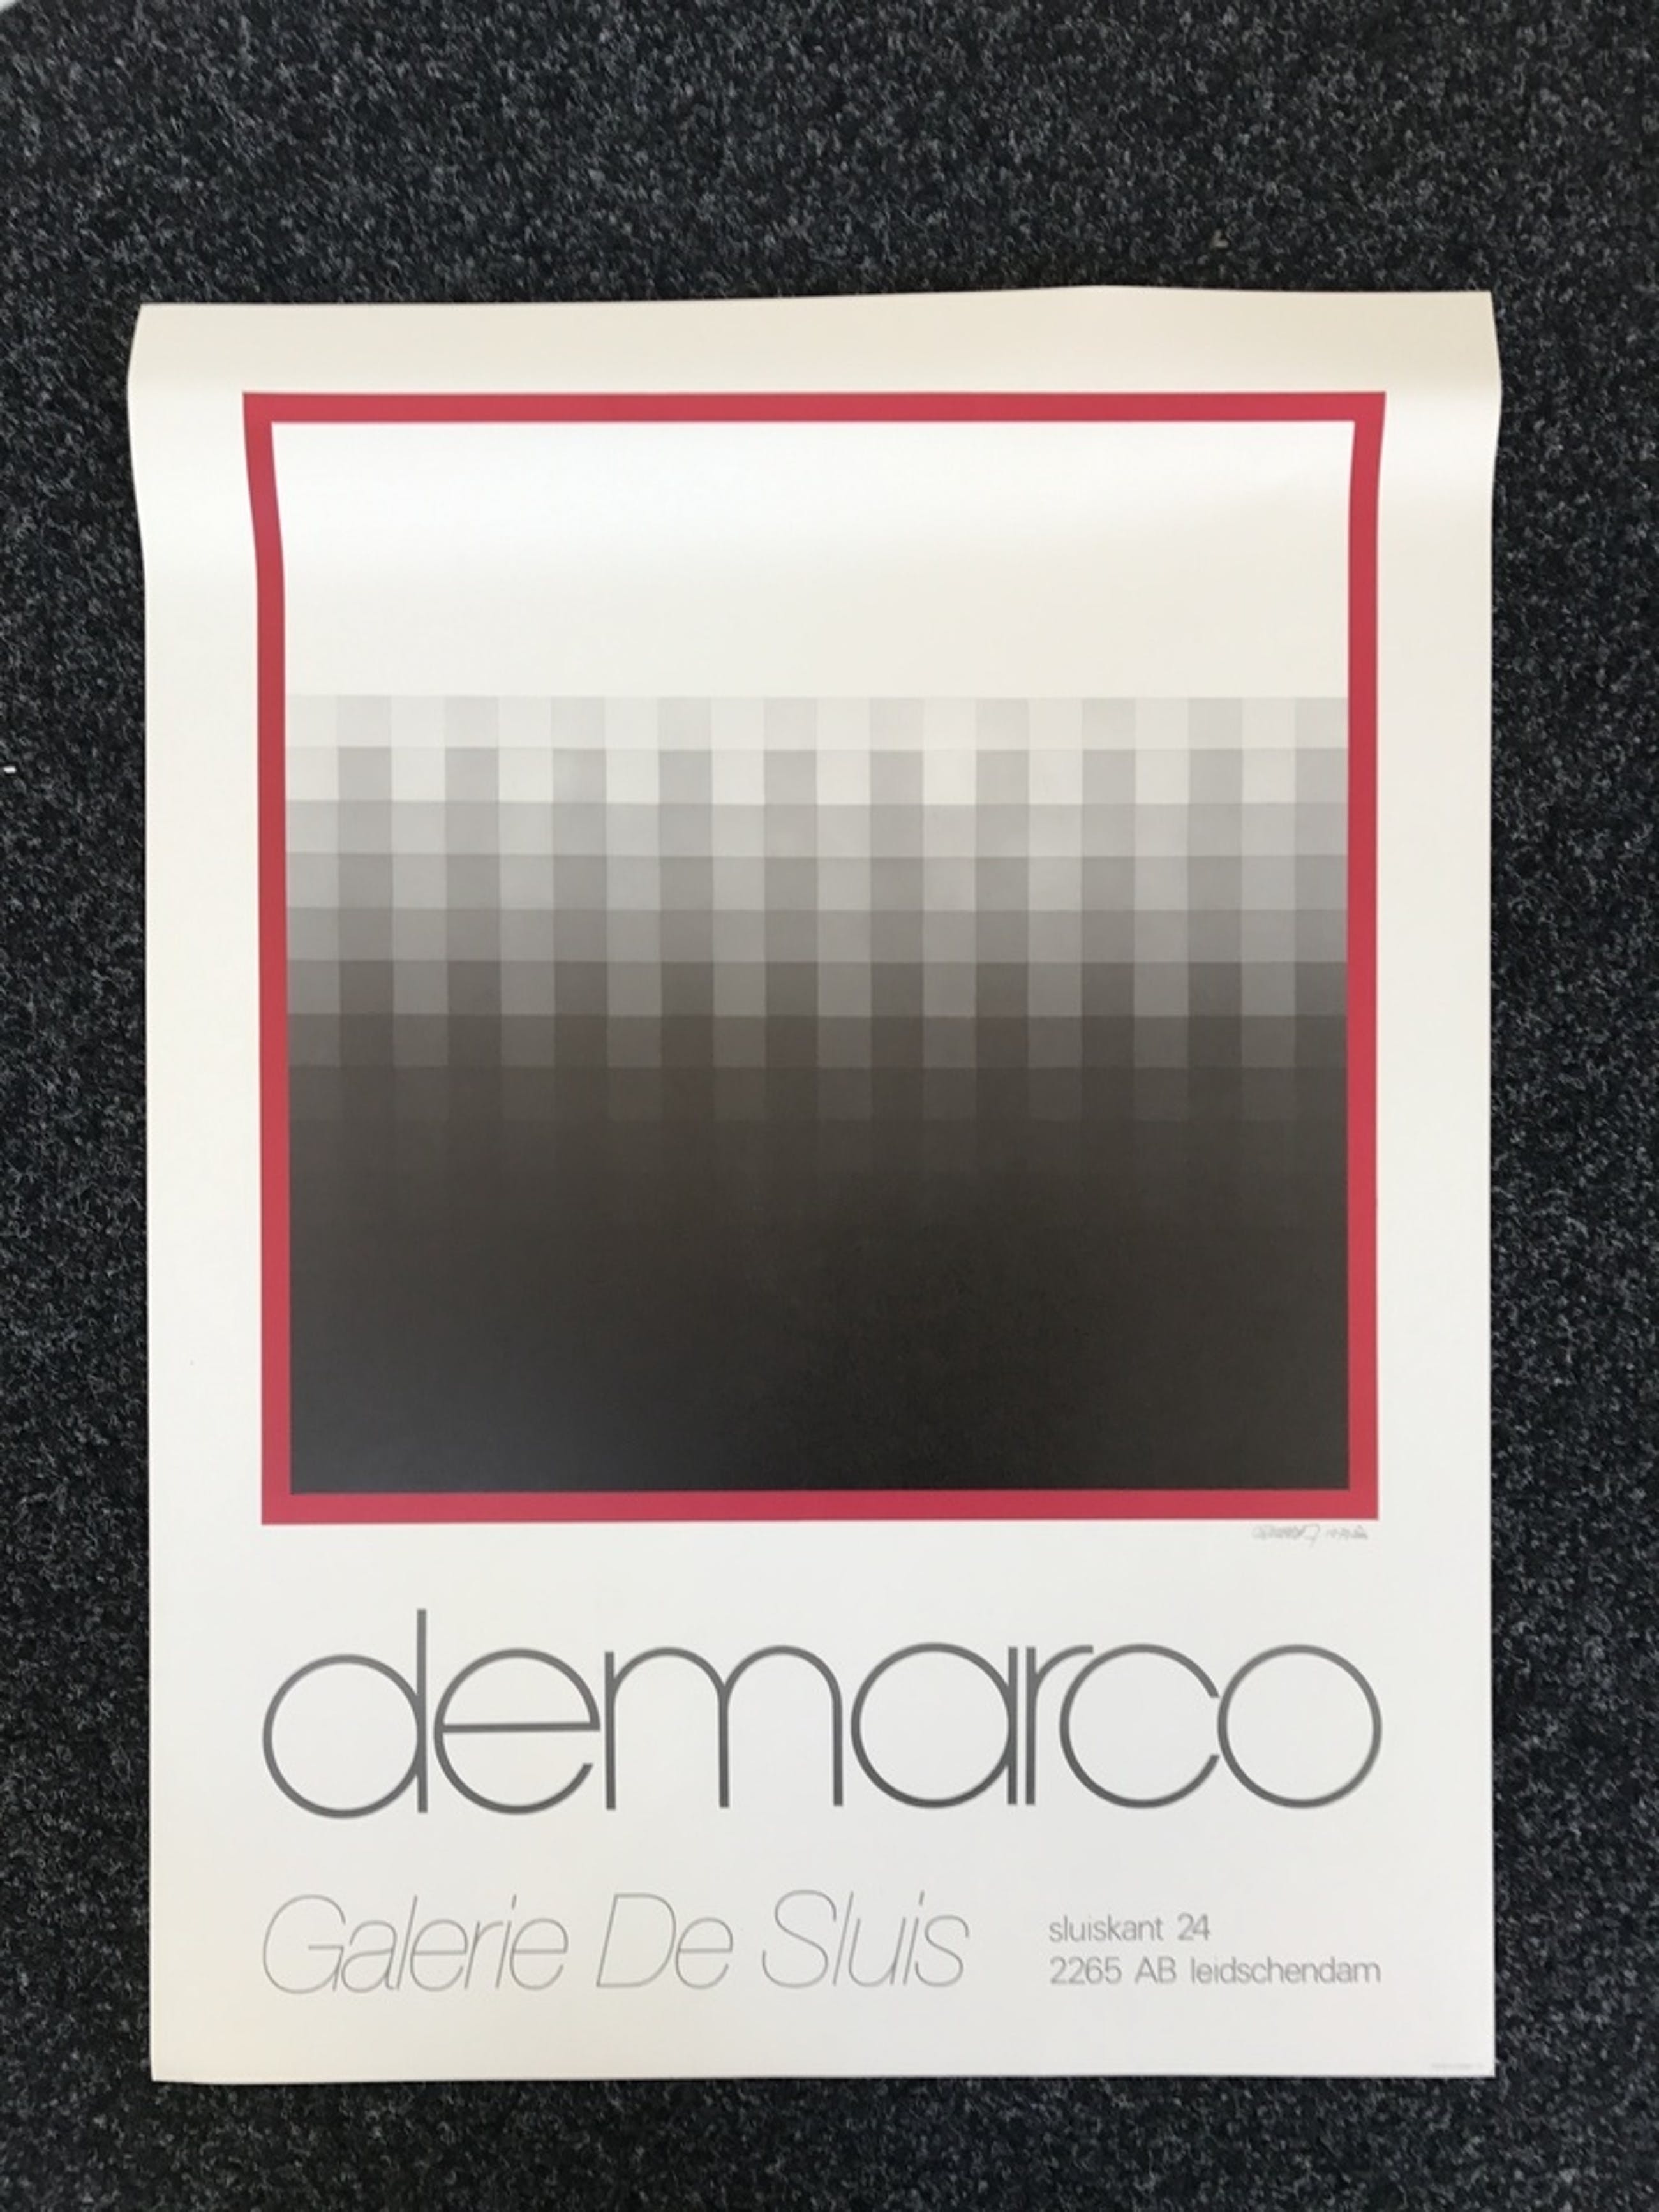 demarco
Galerie De Sluis
sluiskant 24
2265 AB leidschendam